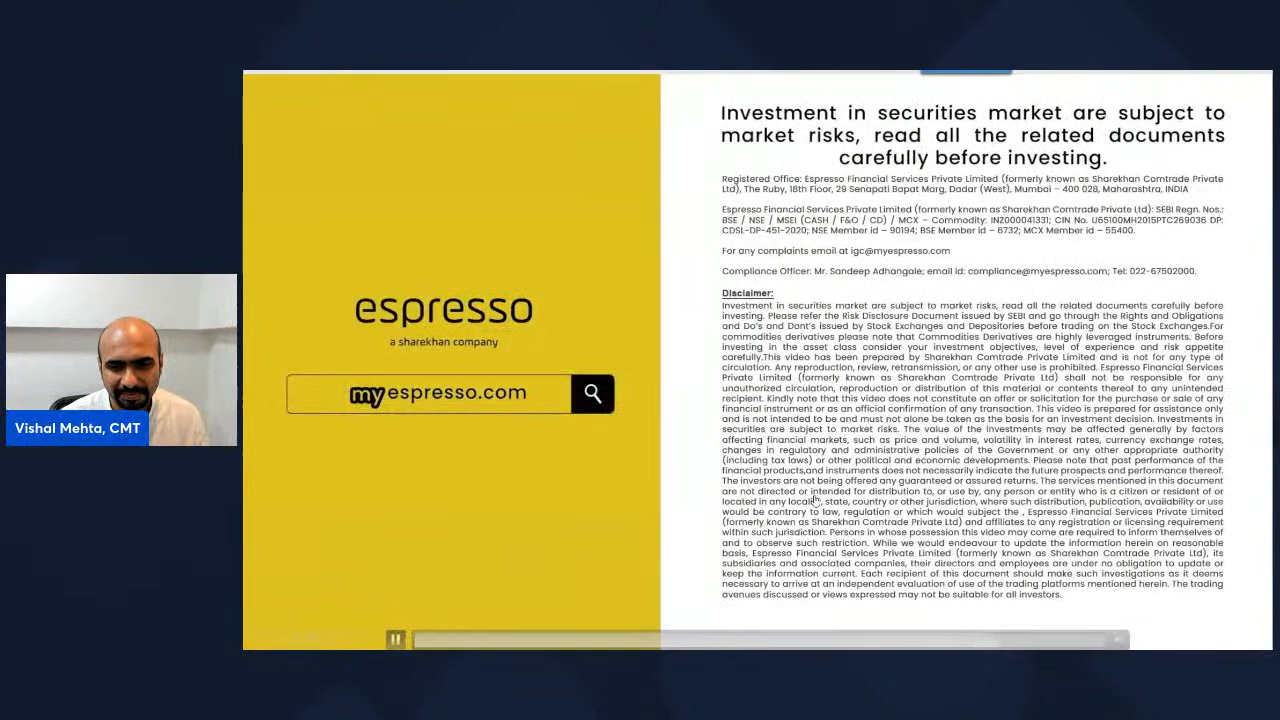 Vishal Mehta, CMT
espresso
a sharekhan company
myespresso.com
Investment in securities market are subject to
market risks, read all the related documents
carefully before investing.
Registered Office: Espresso Financial Services Private Limited (formerly known as Sharekhan Comtrade Private
Ltd), The Ruby, 18th Floor, 29 Senapati Bapat Marg, Dadar (West), Mumbai – 400 028, Maharashtra, INDIA
Espresso Financial Services Private Limited (formerly known as Sharekhan Comtrade Private Ltd): SEBI Regn. Nos.:
BSE / NSE / MSEI (CASH / F&O / CD) / MCX – Commodity: INZ000041331; CIN No. U65100MH2015PTC269036 DP:
CDSL-DP-451-2020; NSE Member id – 90194; BSE Member id – 6732; MCX Member id – 55400.
For any complaints email at igc@myespresso.com
Compliance Officer: Mr. Sandeep Adhangale; email id: compliance@myespresso.com; Tel: 022-67502000.
Disclaimer:
Investment in securities market are subject to market risks, read all the related documents carefully before
investing. Please refer the Risk Disclosure Document issued by SEBI and go through the Rights and Obligations
and Do's and Dont's issued by Stock Exchanges and Depositories before trading on the Stock Exchanges.For
commodities derivatives please note that Commodities Derivatives are highly leveraged instruments. Before
investing in the asset class consider your investment objectives, level of experience and risk appetite
carefully.This video has been prepared by Sharekhan Comtrade Private Limited and is not for any type of
circulation. Any reproduction, review, retransmission, or any other use is prohibited. Espresso Financial Services
Private Limited (formerly known as Sharekhan Comtrade Private Ltd) shall not be responsible for any
unauthorized circulation, reproduction or distribution of this material or contents thereof to any unintended
recipient. Kindly note that this video does not constitute an offer or solicitation for the purchase or sale of any
financial instrument or as an official confirmation of any transaction. This video is prepared for assistance only
and is not intended to be and must not alone be taken as the basis for an investment decision. Investments in
securities are subject to market risks. The value of the investments may be affected generally by factors
affecting financial markets, such as price and volume, volatility in interest rates, currency exchange rates,
changes in regulatory and administrative policies of the Government or any other appropriate authority
(including tax laws) or other political and economic developments. Please note that past performance of the
financial products,and instruments does not necessarily indicate the future prospects and performance thereof.
The investors are not being offered any guaranteed or assured returns. The services mentioned in this document
are not directed or intended for distribution to, or use by, any person or entity who is a citizen or resident of or
located in any locality, state, country or other jurisdiction, where such distribution, publication, availability or use
would be contrary to law, regulation or which would subject the , Espresso Financial Services Private Limited
(formerly known as Sharekhan Comtrade Private Ltd) and affiliates to any registration or licensing requirement
within such jurisdiction. Persons in whose possession this video may come are required to inform themselves of
and to observe such restriction. While we would endeavour to update the information herein on reasonable
basis, Espresso Financial Services Private Limited (formerly known as Sharekhan Comtrade Private Ltd), its
subsidiaries and associated companies, their directors and employees are under no obligation to update or
keep the information current. Each recipient of this document should make such investigations as it deems
necessary to arrive at an independent evaluation of use of the trading platforms mentioned herein. The trading
avenues discussed or views expressed may not be suitable for all investors.